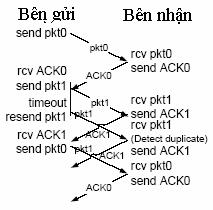 Bên gửi Bên nhận
send pkt0
pkt0
rcv pkt0
send ACK0
ACK0
rcv ACK0
send pkt1
pkt1
rcv pkt1
send ACK1
timeout
resend pkt1
pkt1
ACK1
rcv pkt1
(Detect duplicate)
send ACK1
rcv ACK1
send pkt0
pkt0
ACK1
rcv pkt0
send ACK0
ACK0